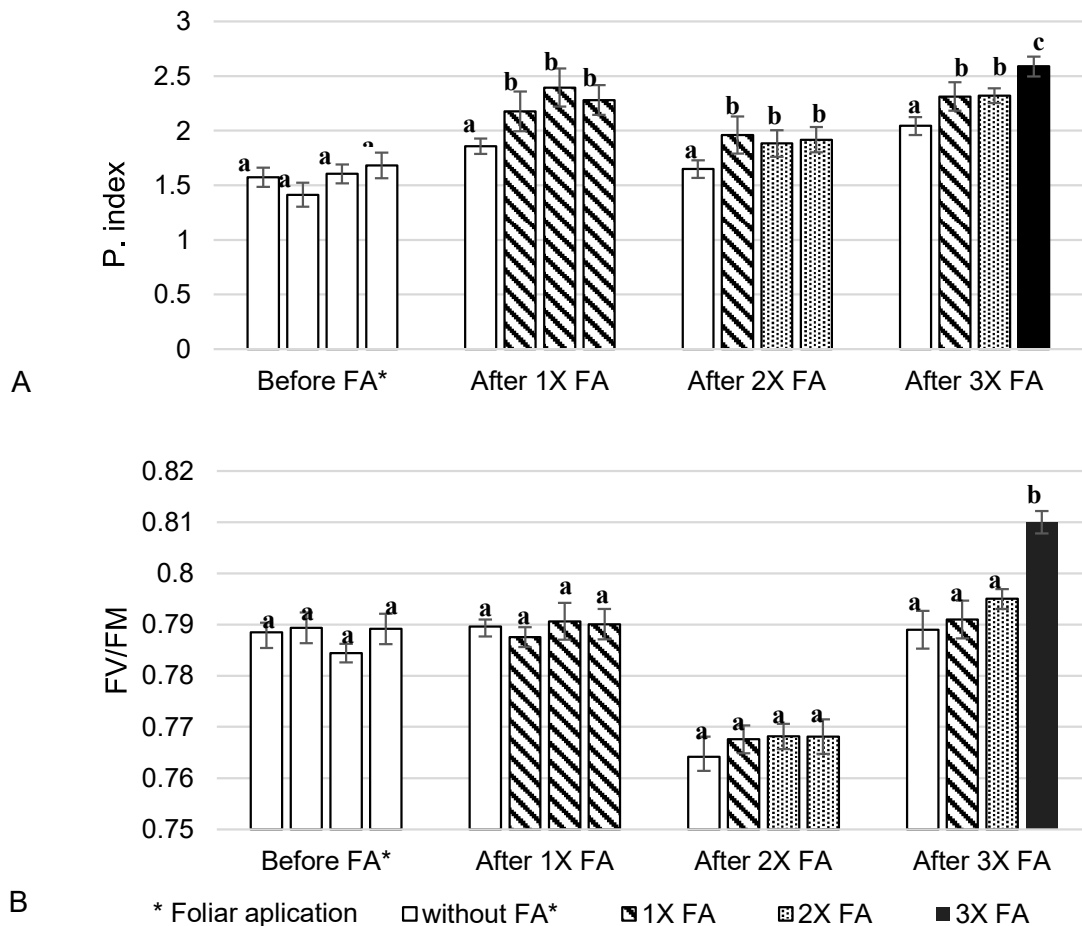 3
2.5
2
1.5
1
0.5
0
P. index
a a a a
a b b b
a b b b
a b b c
Before FA* After 1X FA After 2X FA After 3X FA
A
0.82
0.81
0.8
0.79
0.78
0.77
0.76
0.75
FV/FM
a a a a
a a a a
a a a a
a a a b
Before FA* After 1X FA After 2X FA After 3X FA
B
* Foliar aplication without FA* 1X FA 2X FA 3X FA